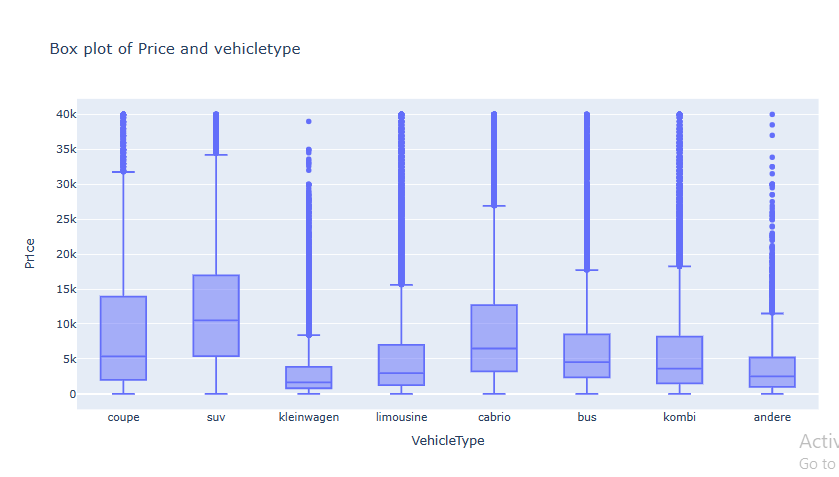 Box plot of Price and vehicletype
40k
35k
30k
25k
20k
15k
10k
5k
0
Price
coupe suv kleinwagen limousine cabrio bus kombi andere
VehicleType
Activ
Go to